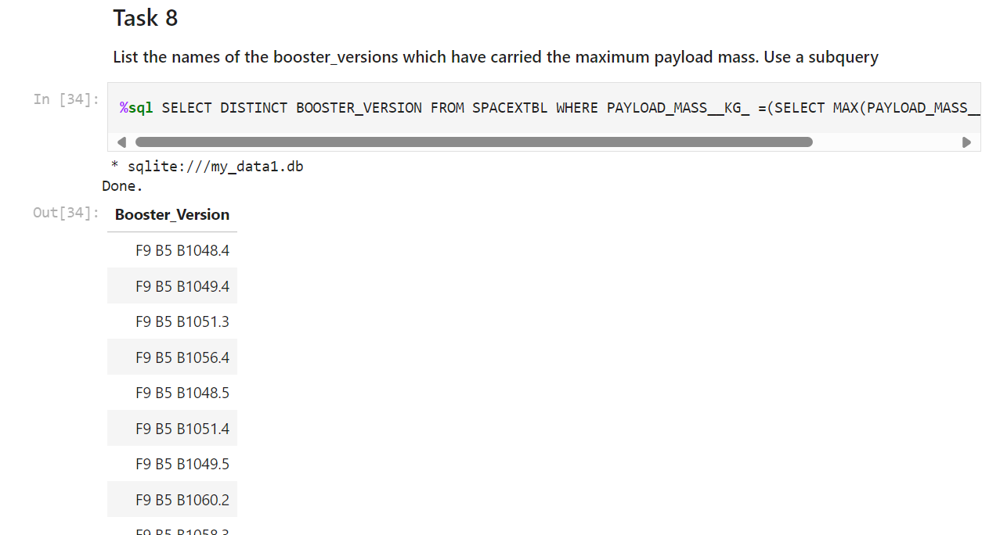 Task 8
List the names of the booster_versions which have carried the maximum payload mass. Use a subquery
In [34]: %sql SELECT DISTINCT BOOSTER_VERSION FROM SPACEXTBL WHERE PAYLOAD_MASS__KG_ =(SELECT MAX(PAYLOAD_MASS__
* sqlite:///my_data1.db
Done.
Out[34]: Booster_Version
F9 B5 B1048.4
F9 B5 B1049.4
F9 B5 B1051.3
F9 B5 B1056.4
F9 B5 B1048.5
F9 B5 B1051.4
F9 B5 B1049.5
F9 B5 B1060.2
F9 B5 B1058.3